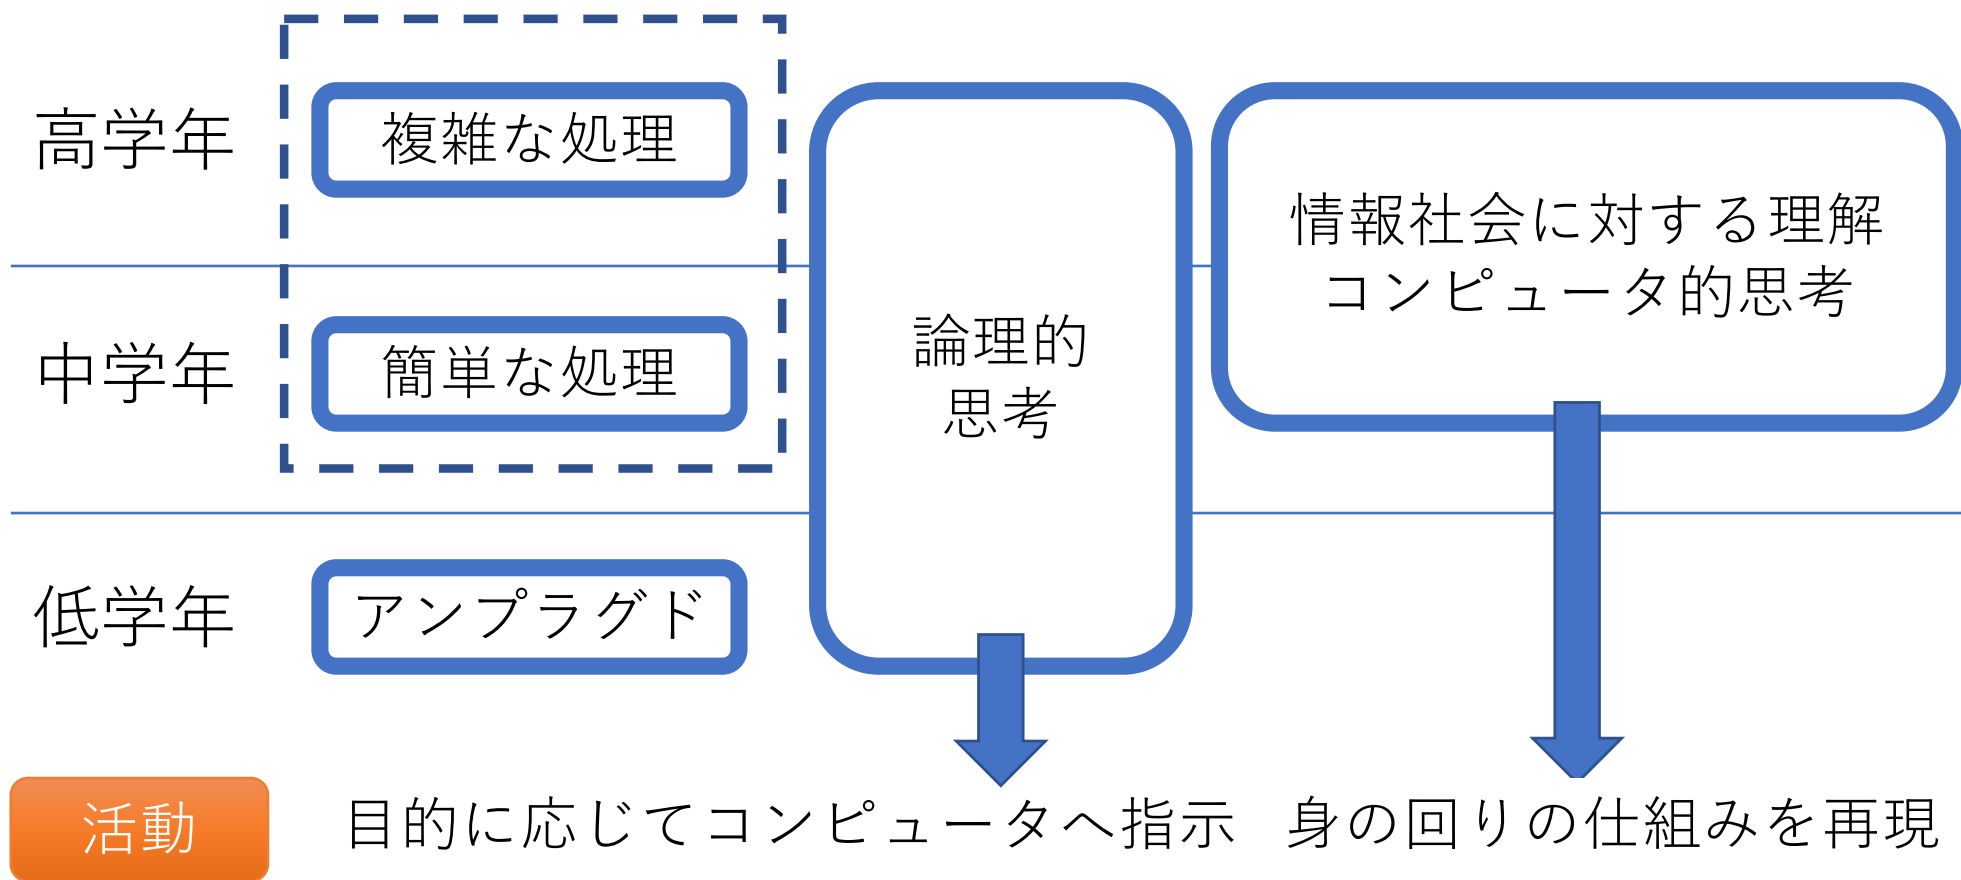 高学年
複雑な処理
情報社会に対する理解
コンピュータ的思考
中学年
簡単な処理
論理的
思考
低学年
アンプラグド
活動
目的に応じてコンピュータへ指示
身の回りの仕組みを再現